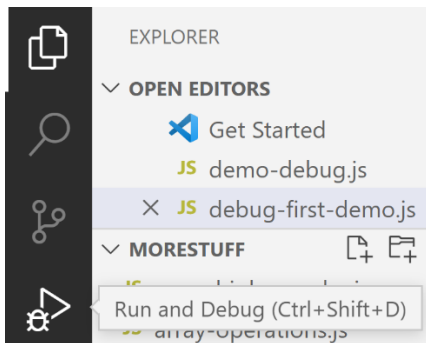 EXPLORER
OPEN EDITORS
Get Started
JS demo-debug.js
JS debug-first-demo.js
MORESTUFF
Run and Debug (Ctrl+Shift+D)
array-operations.js